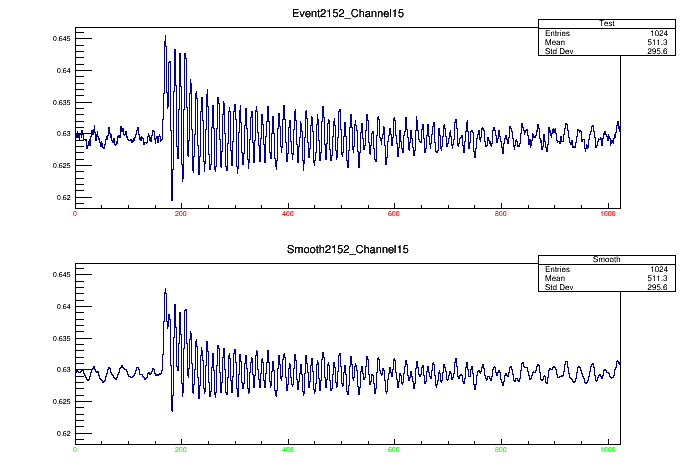 Event2152_Channel15
Test
Entries 1024
Mean 511.3
Std Dev 295.6
0.645
0.64
0.635
0.63
0.625
0.62
0 200 400 600 800 1000
Smooth2152_Channel15
Smooth
Entries 1024
Mean 511.3
Std Dev 295.6
0.645
0.64
0.635
0.63
0.625
0.62
0 200 400 600 800 1000